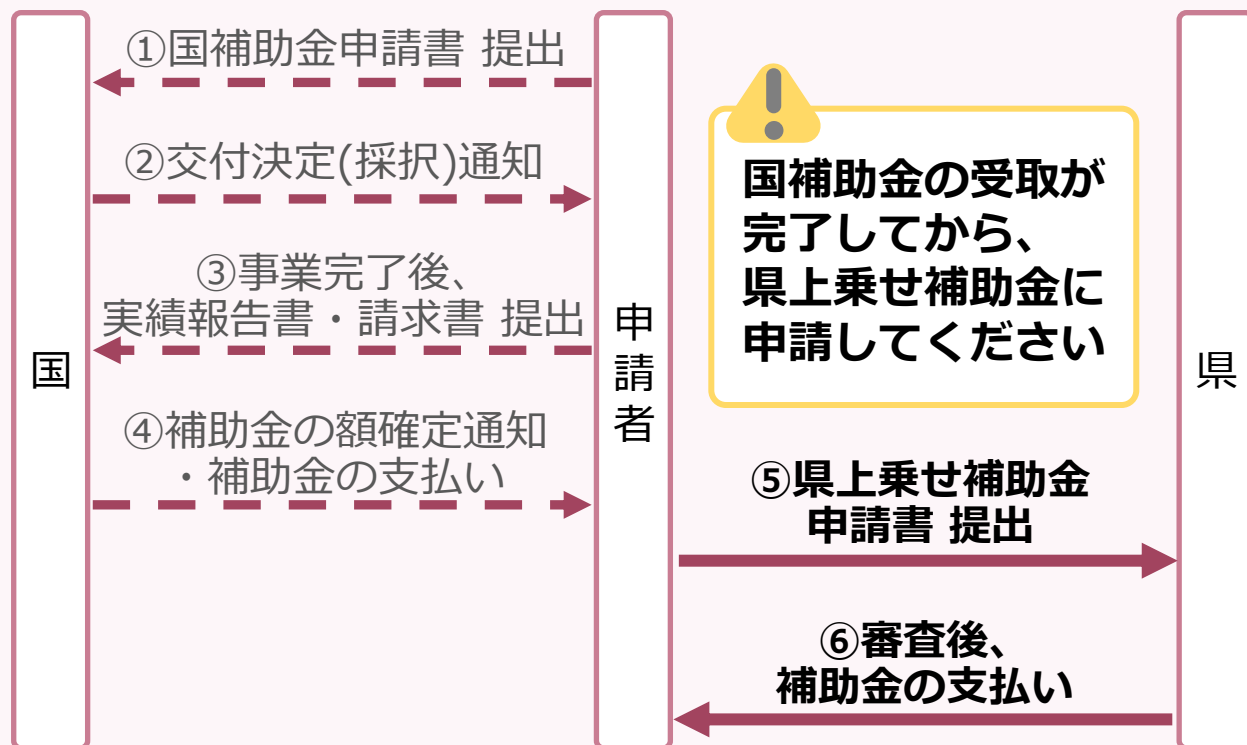 ①国補助金申請書 提出
②交付決定(採択)通知
③事業完了後、
実績報告書・請求書 提出
④補助金の額確定通知
・補助金の支払い
国
申請者
県
国補助金の受取が
完了してから、
県上乗せ補助金に
申請してください
⑤県上乗せ補助金
申請書 提出
⑥審査後、
補助金の支払い